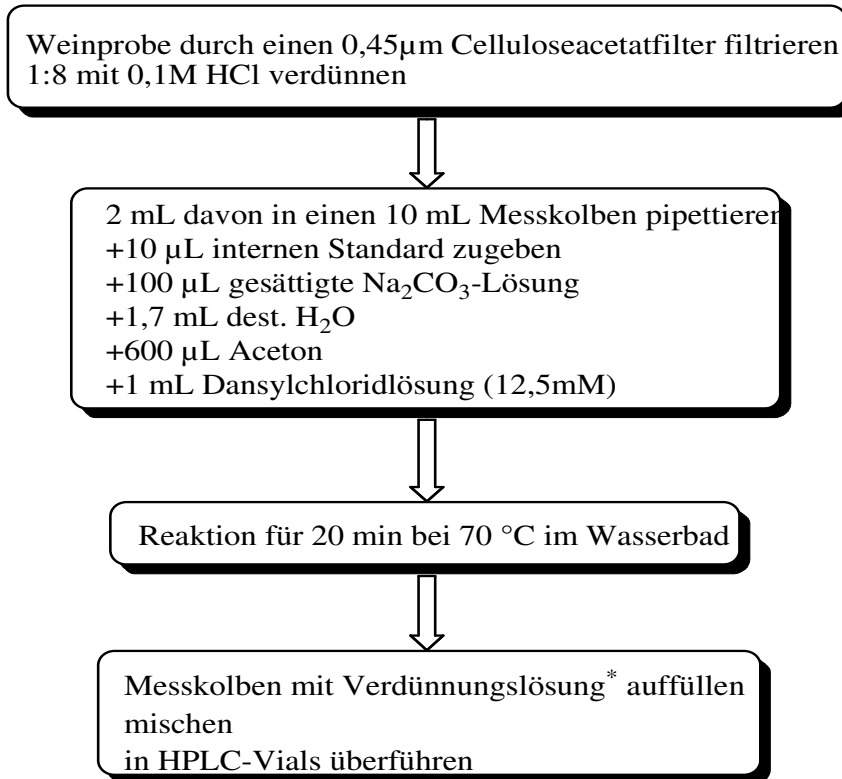 Weinprobe durch einen 0,45µm Celluloseacetatfilter filtrieren
1:8 mit 0,1M HCl verdünnen
2 mL davon in einen 10 mL Messkolben pipettieren
+10 µL internen Standard zugeben
+100 µL gesättigte Na₂CO₃-Lösung
+1,7 mL dest. H₂O
+600 µL Aceton
+1 mL Dansylchloridlösung (12,5mM)
Reaktion für 20 min bei 70 °C im Wasserbad
Messkolben mit Verdünnungslösung* auffüllen
mischen
in HPLC-Vials überführen